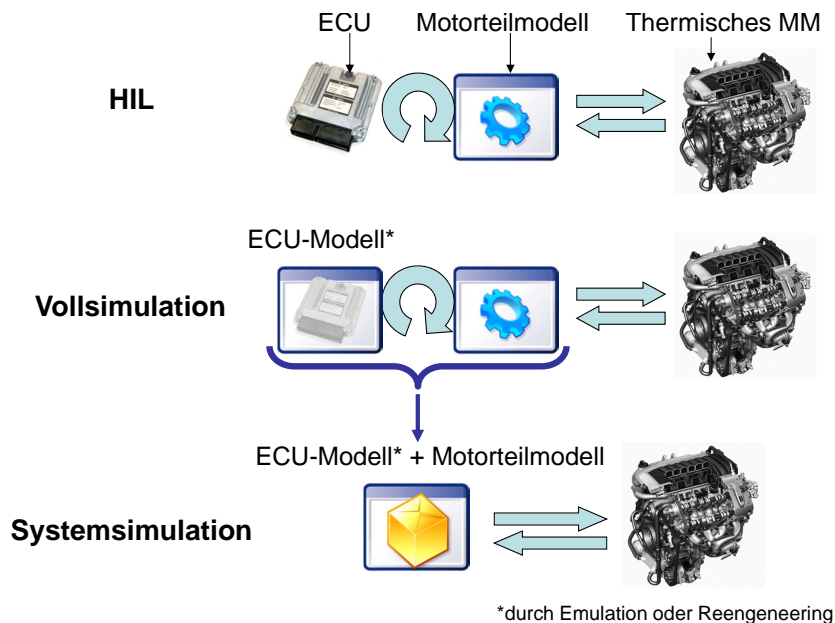 ECU
Motorteilmodell
Thermisches MM
HIL
ECU-Modell*
Vollsimulation
ECU-Modell* + Motorteilmodell
Systemsimulation
*durch Emulation oder Reengeneering